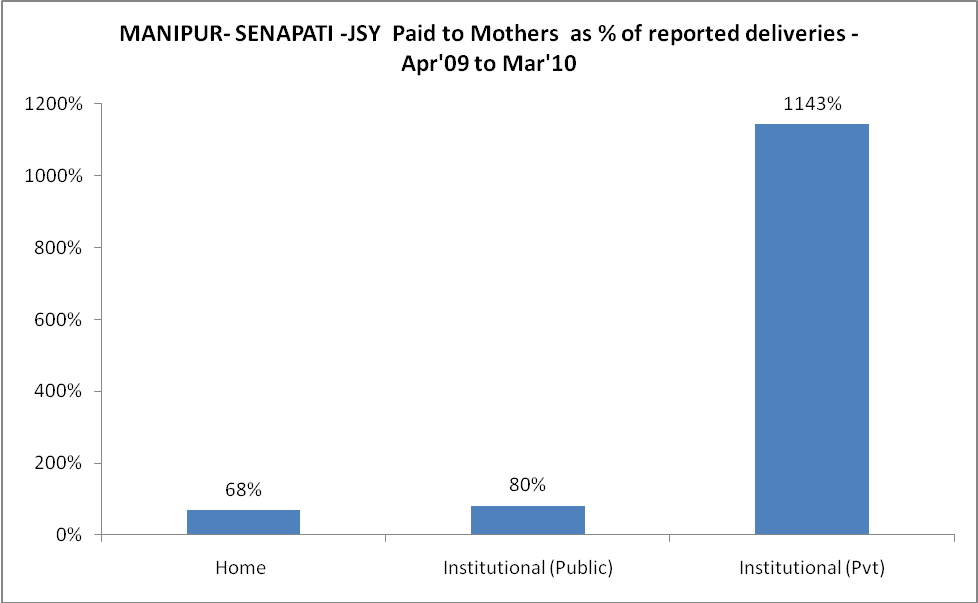 MANIPUR- SENAPATI -JSY  Paid to Mothers  as % of reported deliveries -
Apr'09 to Mar'10
1200%
1000%
800%
600%
400%
200%
0%
68%
80%
1143%
Home
Institutional (Public)
Institutional (Pvt)